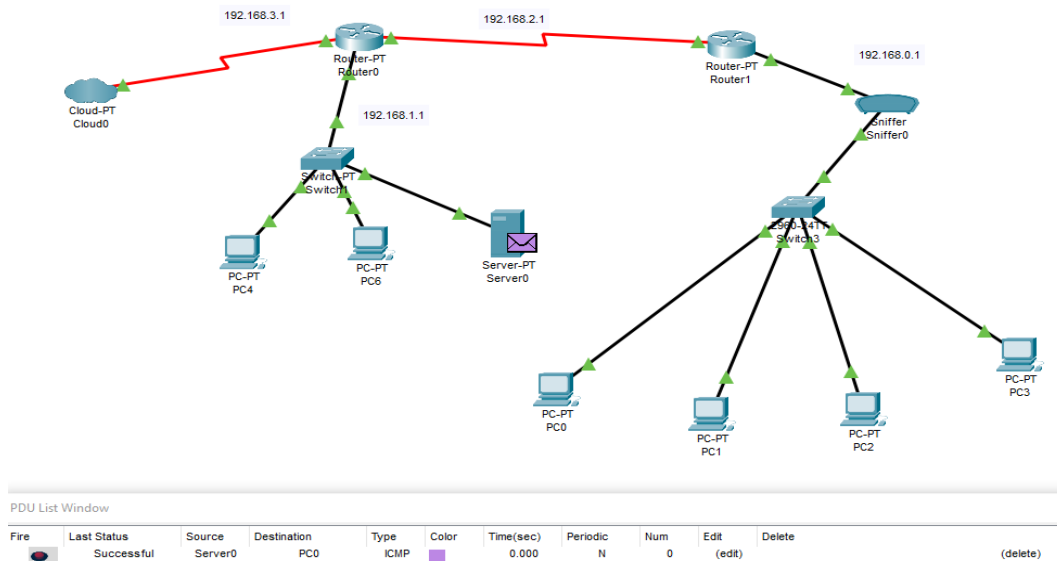 192.168.3.1
192.168.2.1
Router-PT
Router0
Router-PT
Router1
192.168.0.1
Cloud-PT
Cloud0
192.168.1.1
Sniffer
Sniffer0
Switch-PT
Switch1
2960-24TT
Switch3
PC-PT
PC4
PC-PT
PC6
Server-PT
Server0
PC-PT
PC3
PC-PT
PC0
PC-PT
PC1
PC-PT
PC2
PDU List Window
Fire Last Status Source Destination Type Color Time(sec) Periodic Num Edit Delete
Successful Server0 PC0 ICMP 0.000 N 0 (edit) (delete)